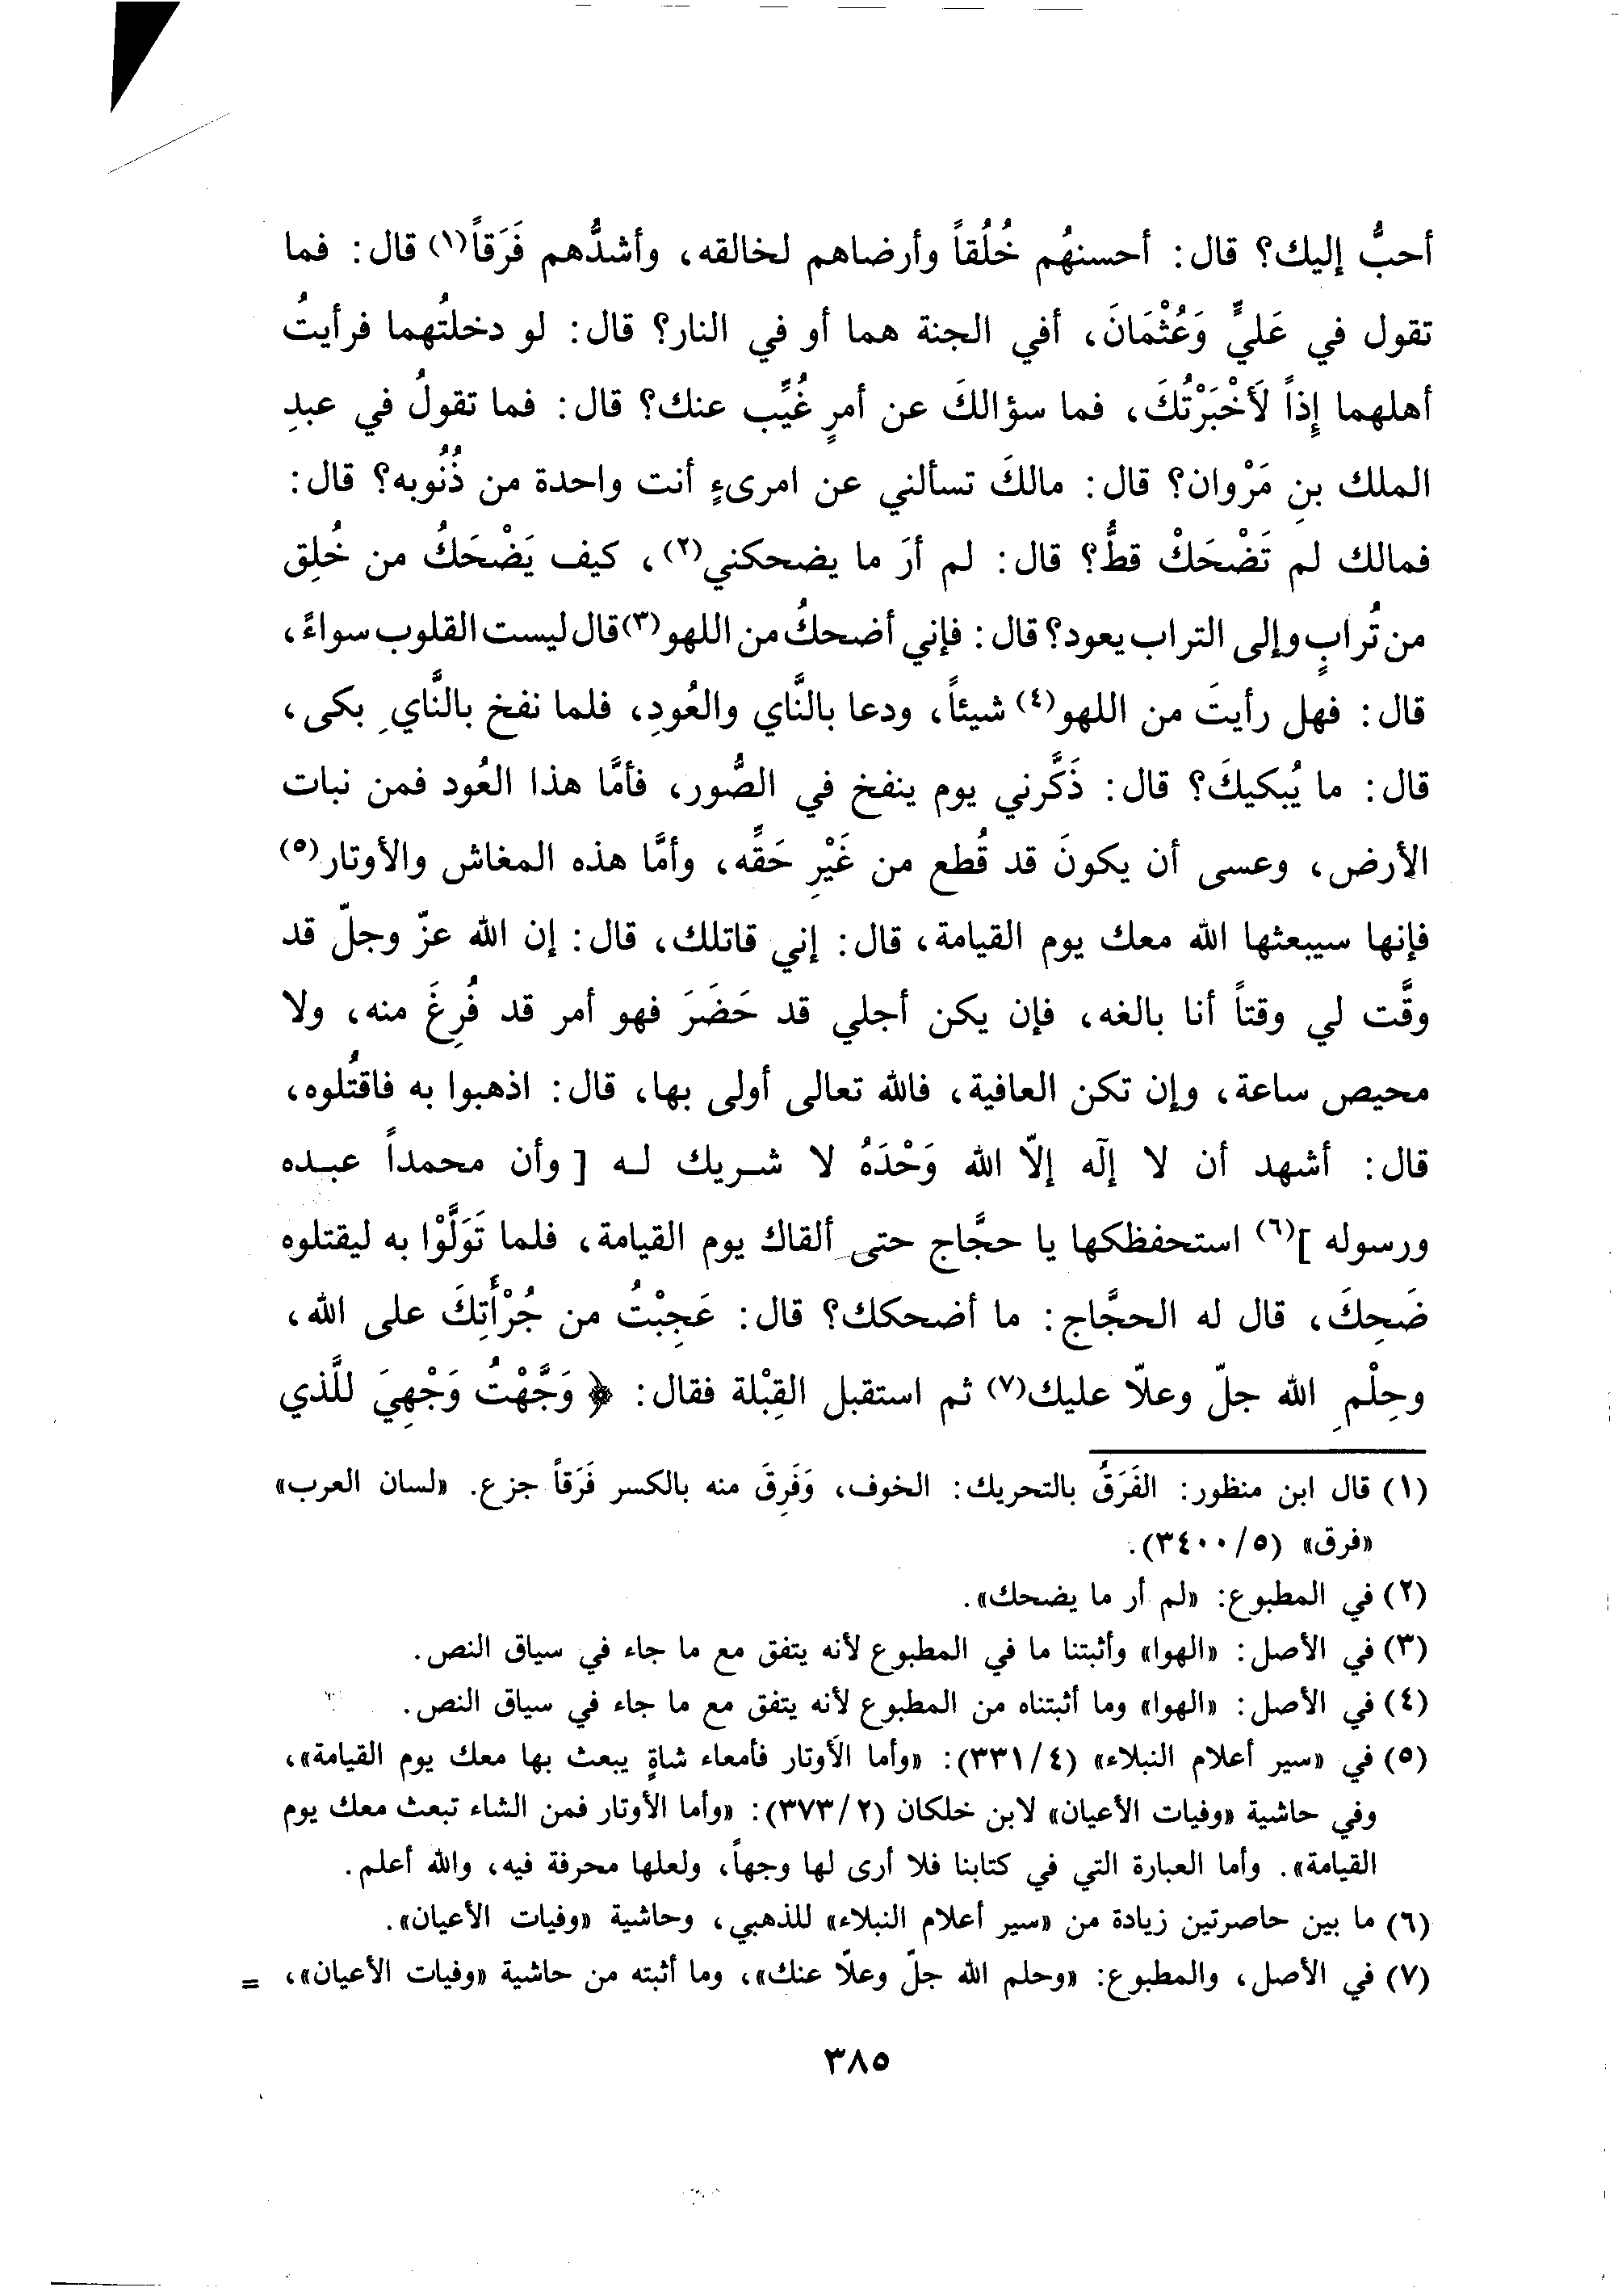 أحبُّ إليك؟ قال: أحسنهُم خُلُقاً وأرضاهم لخالقه، وأشدُّهم فَرَقاً(١) قال: فما
تقول في عَليٍّ وَعُثْمَانَ، أفي الجنة هما أو في النار؟ قال: لو دخلتُهما فرأيتُ
أهلهما إِذاً لَأَخْبَرْتُكَ، فما سؤالكَ عن أمرٍ غُيِّب عنك؟ قال: فما تقولُ في عبدِ
الملك بنِ مَرْوان؟ قال: مالكَ تسألني عن امرىءٍ أنت واحدة من ذُنُوبه؟ قال:
فمالك لم تَضْحَكْ قطُّ؟ قال: لم أرَ ما يضحكني(٢)، كيف يَضْحَكُ من خُلِق
من تُرابٍ وإلى التراب يعود؟ قال: فإني أضحكُ من اللهو(٣) قال ليست القلوب سواءً،
قال: فهل رأيتَ من اللهو(٤) شيئاً، ودعا بالنَّاي والعُودِ، فلما نفخ بالنَّايِ بكى،
قال: ما يُبكيكَ؟ قال: ذَكَّرني يوم ينفخ في الصُّور، فأمَّا هذا العُود فمن نبات
الأرض، وعسى أن يكونَ قد قُطع من غَيْرِ حَقِّه، وأمَّا هذه المغاش والأوتار(٥)
فإنها سيبعثها الله معك يوم القيامة، قال: إني قاتلك، قال: إن الله عزّ وجلّ قد
وقَّت لي وقتاً أنا بالغه، فإن يكن أجلي قد حَضَرَ فهو أمر قد فُرِغَ منه، ولا
محيص ساعة، وإن تكن العافية، فالله تعالى أولى بها، قال: اذهبوا به فاقتُلوه،
قال: أشهد أن لا إلَه إلّا الله وَحْدَهُ لا شريك له [وأن محمداً عبده
ورسوله](٦) استحفظكها يا حجَّاج حتى ألقاك يوم القيامة، فلما تَوَلَّوْا به ليقتلوه
ضَحِكَ، قال له الحجَّاج: ما أضحكك؟ قال: عَجِبْتُ من جُرْأَتِكَ على الله،
وحِلْمِ الله جلّ وعلاّ عليك(٧) ثم استقبل القِبْلة فقال: ﴿وَجَّهْتُ وَجْهِيَ للَّذي
(١) قال ابن منظور: الفَرَقُ بالتحريك: الخوف، وَفَرِقَ منه بالكسر فَرَقاً جزع. «لسان العرب»
«فرق» (٣٤٠٠/٥).
(٢) في المطبوع: «لم أر ما يضحك».
(٣) في الأصل: «الهوا» وأثبتنا ما في المطبوع لأنه يتفق مع ما جاء في سياق النص.
(٤) في الأصل: «الهوا» وما أثبتناه من المطبوع لأنه يتفق مع ما جاء في سياق النص.
(٥) في «سير أعلام النبلاء» (٣٣١/٤): «وأما الَأوتار فأمعاء شاةٍ يبعث بها معك يوم القيامة»،
وفي حاشية «وفيات الأعيان» لابن خلكان (٣٧٣/٢): «وأما الأوتار فمن الشاء تبعث معك يوم
القيامة». وأما العبارة التي في كتابنا فلا أرى لها وجهاً، ولعلها محرفة فيه، والله أعلم.
(٦) ما بين حاصرتين زيادة من «سير أعلام النبلاء» للذهبي، وحاشية «وفيات الأعيان».
(٧) في الأصل، والمطبوع: «وحلم الله جلّ وعلاّ عنك»، وما أثبته من حاشية «وفيات الأعيان»، =
٣٨٥